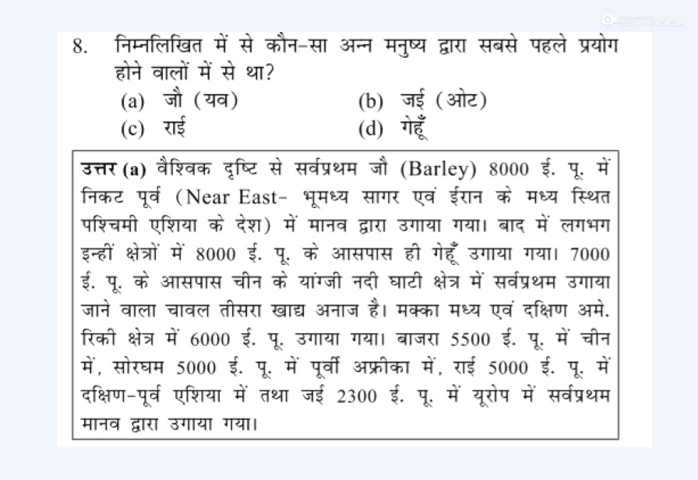 8. निम्नलिखित में से कौन-सा अन्न मनुष्य द्वारा सबसे पहले प्रयोग
होने वालों में से था?
(a) जौ (यव) (b) जई (ओट)
(c) राई (d) गेहूँ
उत्तर (a) वैश्विक दृष्टि से सर्वप्रथम जौ (Barley) 8000 ई. पू. में
निकट पूर्व (Near East- भूमध्य सागर एवं ईरान के मध्य स्थित
पश्चिमी एशिया के देश) में मानव द्वारा उगाया गया। बाद में लगभग
इन्हीं क्षेत्रों में 8000 ई. पू. के आसपास ही गेहूँ उगाया गया। 7000
ई. पू. के आसपास चीन के यांग्जी नदी घाटी क्षेत्र में सर्वप्रथम उगाया
जाने वाला चावल तीसरा खाद्य अनाज है। मक्का मध्य एवं दक्षिण अमे.
रिकी क्षेत्र में 6000 ई. पू. उगाया गया। बाजरा 5500 ई. पू. में चीन
में, सोरघम 5000 ई. पू. में पूर्वी अफ्रीका में, राई 5000 ई. पू. में
दक्षिण-पूर्व एशिया में तथा जई 2300 ई. पू. में यूरोप में सर्वप्रथम
मानव द्वारा उगाया गया।